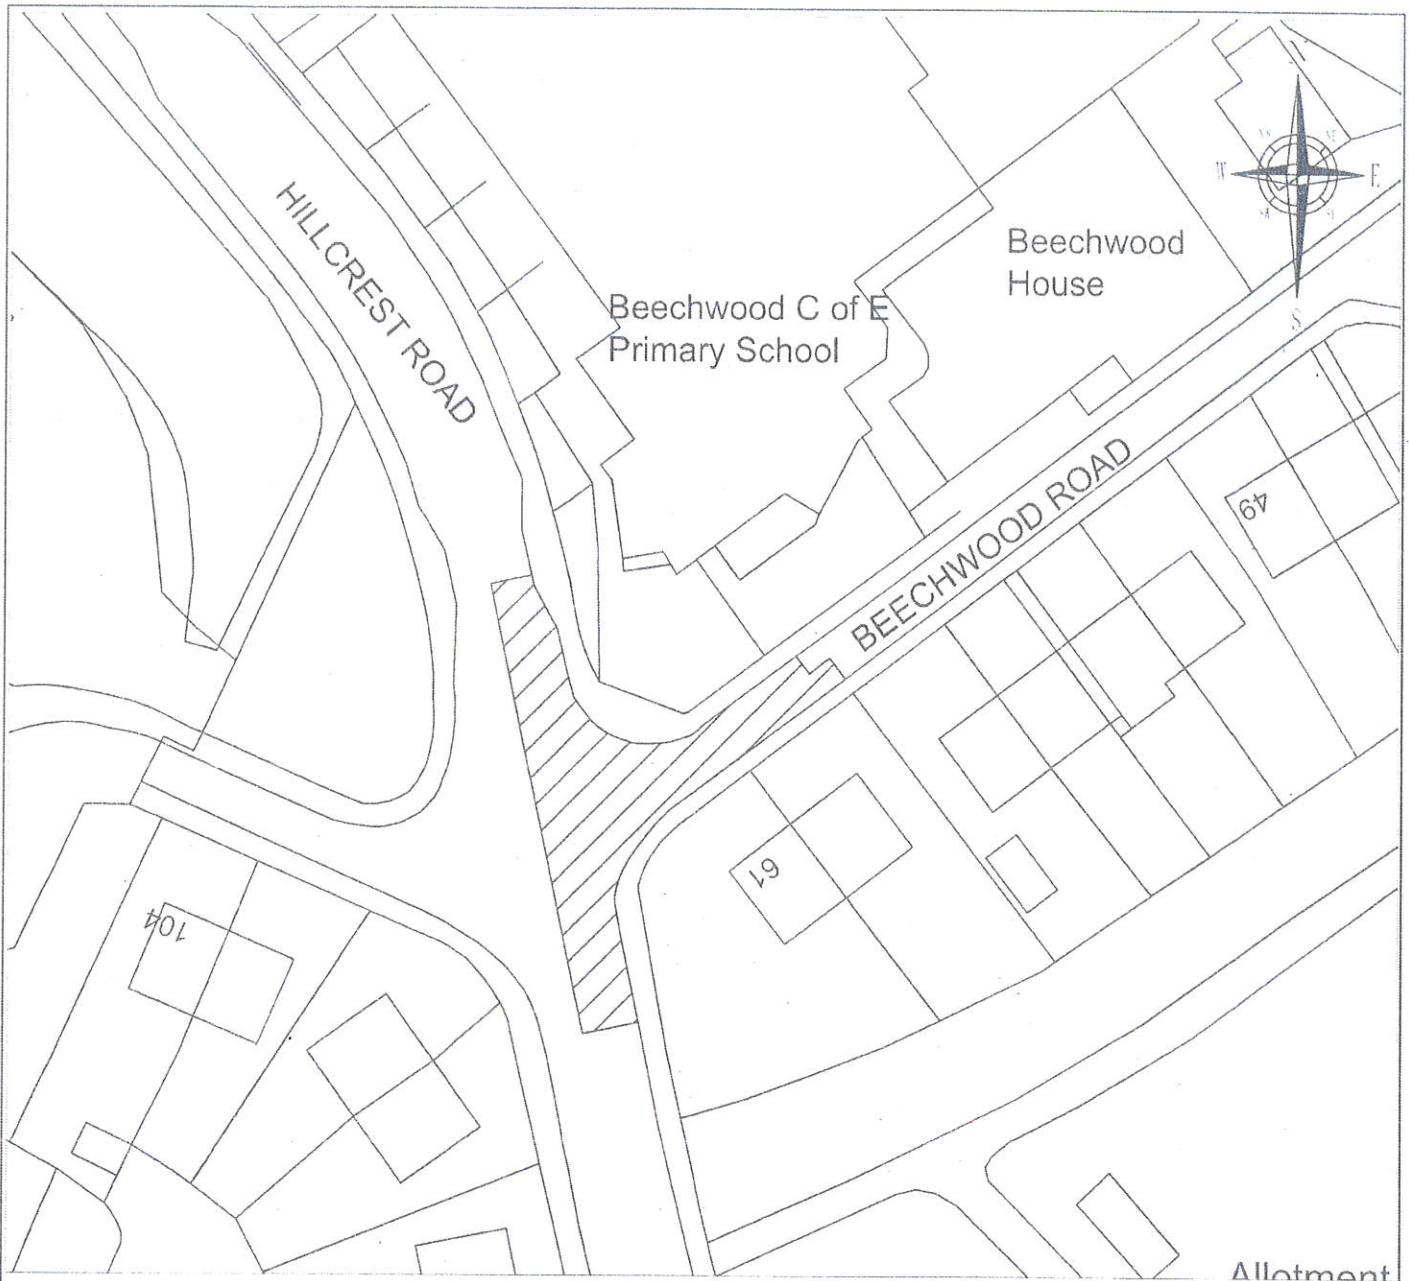 HILLCREST ROAD
Beechwood C of E
Primary School
Beechwood
House
W
E
S
BEECHWOOD ROAD
49
61
104
Allotment